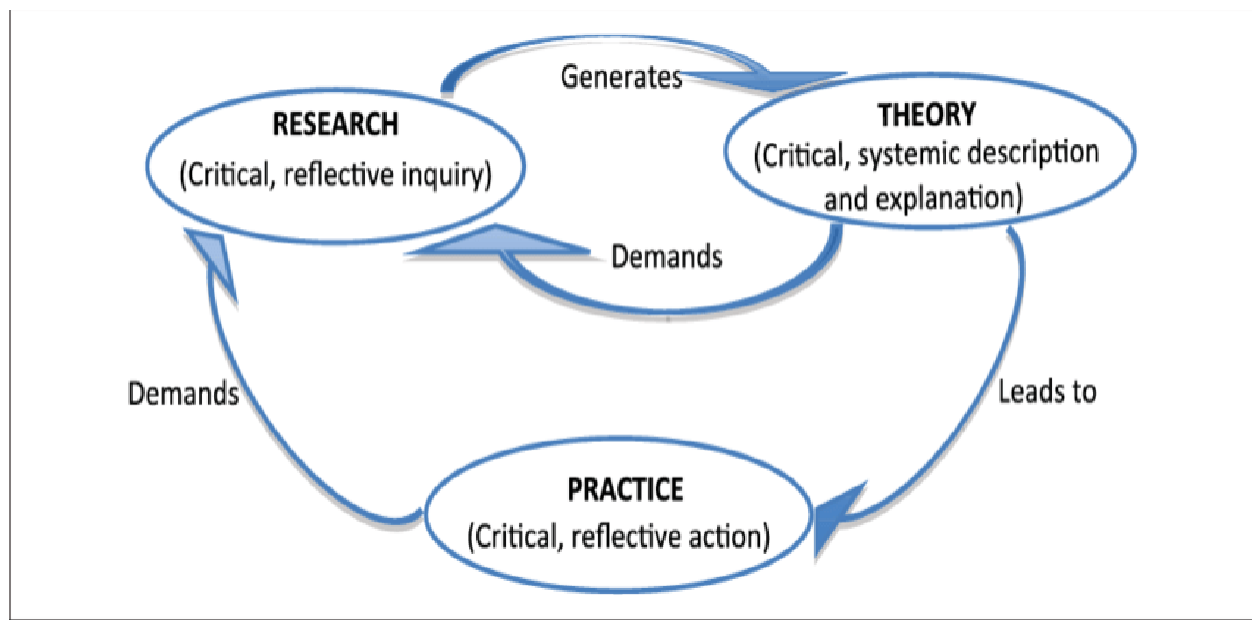 Generates
RESEARCH
(Critical, reflective inquiry)
THEORY
(Critical, systemic description
and explanation)
Demands
Demands
Leads to
PRACTICE
(Critical, reflective action)